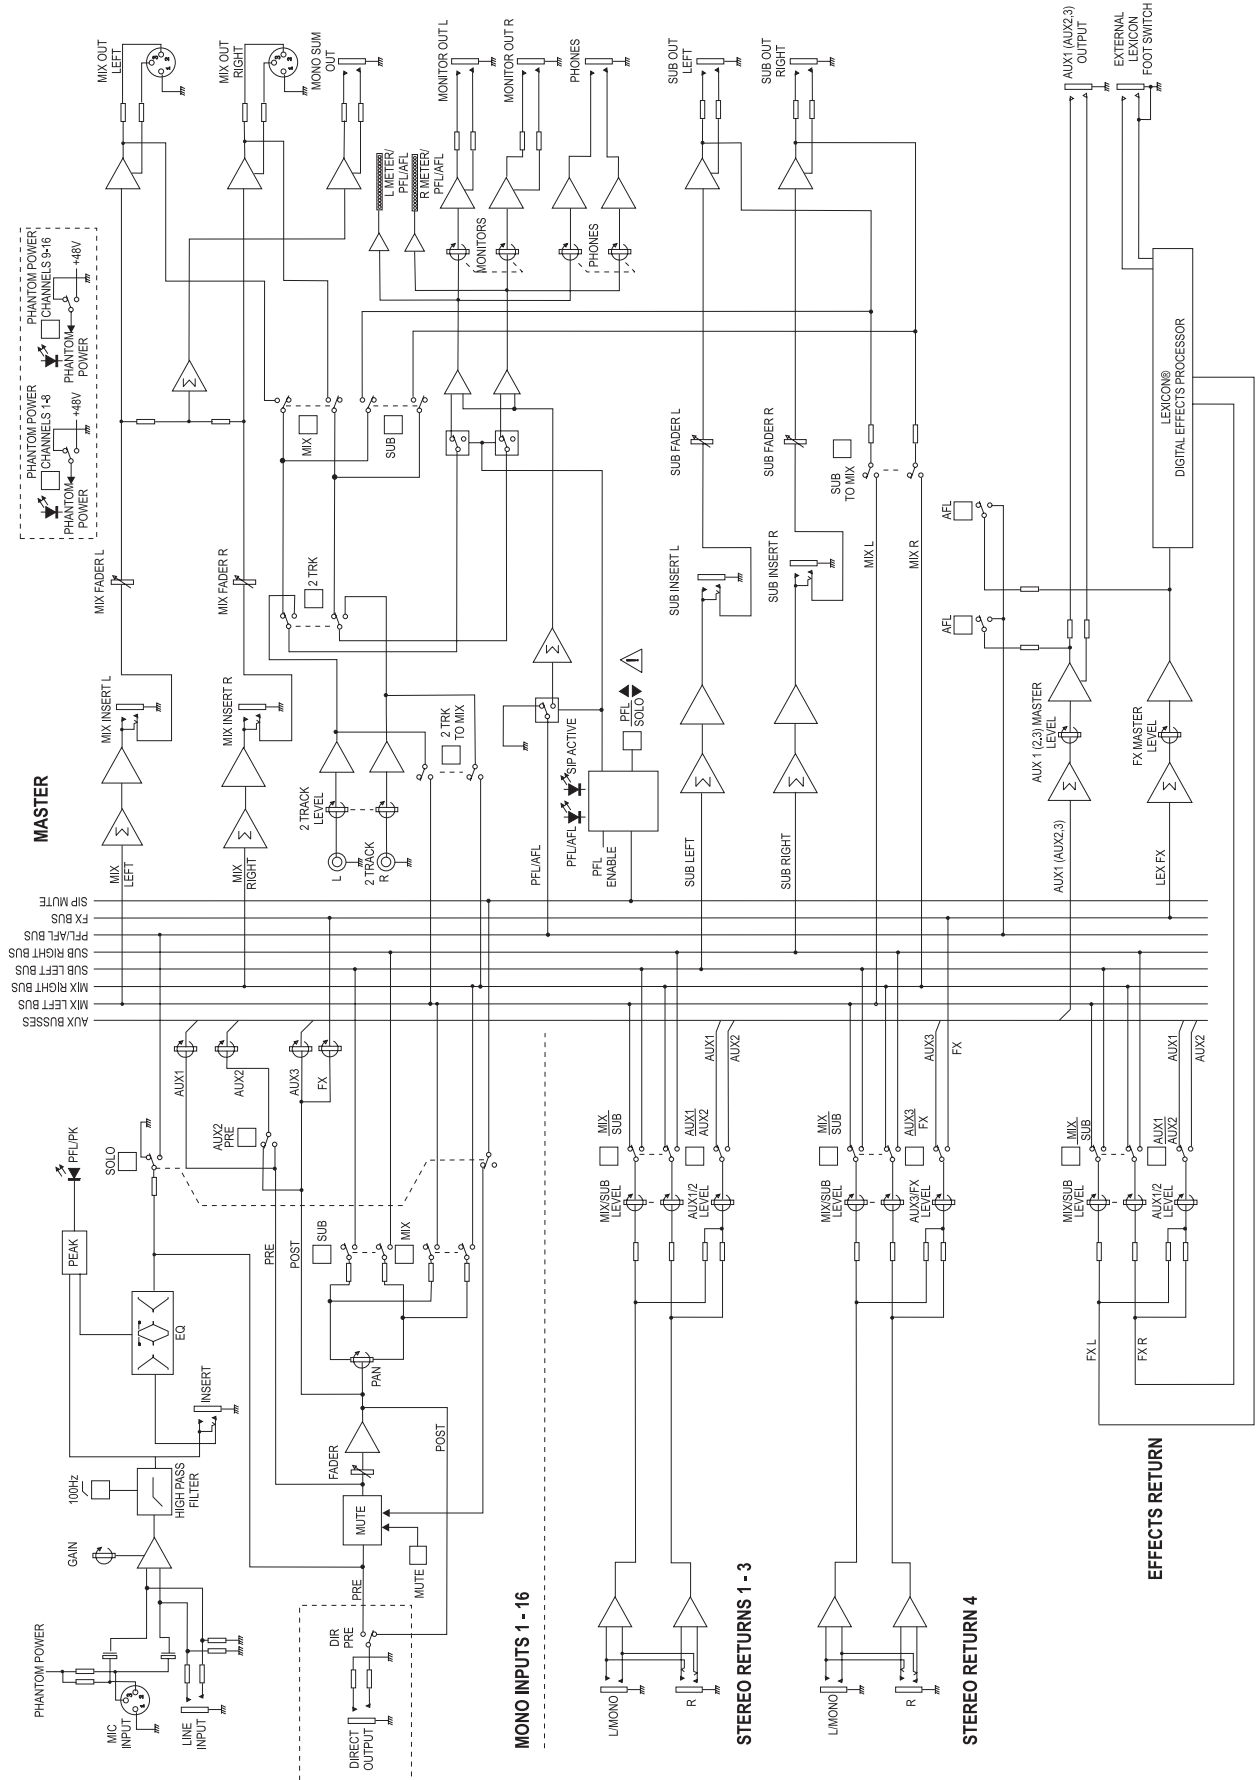 MASTER
PHANTOM POWER
CHANNELS 1-8
+48V
PHANTOM
POWER
PHANTOM POWER
CHANNELS 9-16
+48V
PHANTOM
POWER
MIX
LEFT
MIX INSERT L
MIX FADER L
MIX OUT
LEFT
3
2
1
MIX
RIGHT
MIX INSERT R
MIX FADER R
MIX OUT
RIGHT
3
2
1
MONO SUM
OUT
Σ
Σ
Σ
2 TRACK
LEVEL
L
2 TRACK
R
2 TRK
TO MIX
2 TRK
MIX
SUB
L METER/
PFL/AFL
R METER/
PFL/AFL
MONITORS
PHONES
MONITOR OUT L
MONITOR OUT R
PHONES
PFL/AFL
Σ
PFL/AFL
SIP ACTIVE
PFL
ENABLE
PFL
SOLO
!
SUB LEFT
Σ
SUB INSERT L
SUB FADER L
SUB OUT
LEFT
SUB RIGHT
Σ
SUB INSERT R
SUB FADER R
SUB OUT
RIGHT
SUB
TO MIX
MIX L
MIX R
AFL
AFL
AUX1 (AUX2,3)
Σ
AUX 1 (2,3) MASTER
LEVEL
AUX1 (AUX2,3)
OUTPUT
LEX FX
Σ
FX MASTER
LEVEL
LEXICON®
DIGITAL EFFECTS PROCESSOR
EXTERNAL
LEXICON
FOOT SWITCH
SIP MUTE
FX BUS
PFL/AFL BUS
SUB RIGHT BUS
SUB LEFT BUS
MIX RIGHT BUS
MIX LEFT BUS
AUX BUSSES
PHANTOM POWER
MIC
INPUT
3
2
1
LINE
INPUT
GAIN
100Hz
HIGH PASS
FILTER
INSERT
EQ
PEAK
PFL/PK
SOLO
AUX1
AUX2
AUX2
PRE
AUX3
FX
PRE
POST
SUB
MIX
PAN
FADER
POST
MUTE
MUTE
PRE
DIR
PRE
DIRECT
OUTPUT
MONO INPUTS 1 - 16
L/MONO
R
STEREO RETURNS 1 - 3
MIX/SUB
LEVEL
AUX1/2
LEVEL
MIX
SUB
AUX1
AUX2
AUX1
AUX2
L/MONO
R
STEREO RETURN 4
MIX/SUB
LEVEL
AUX3/FX
LEVEL
MIX
SUB
AUX3
FX
AUX3
FX
EFFECTS RETURN
FX L
FX R
MIX/SUB
LEVEL
AUX1/2
LEVEL
MIX
SUB
AUX1
AUX2
AUX1
AUX2